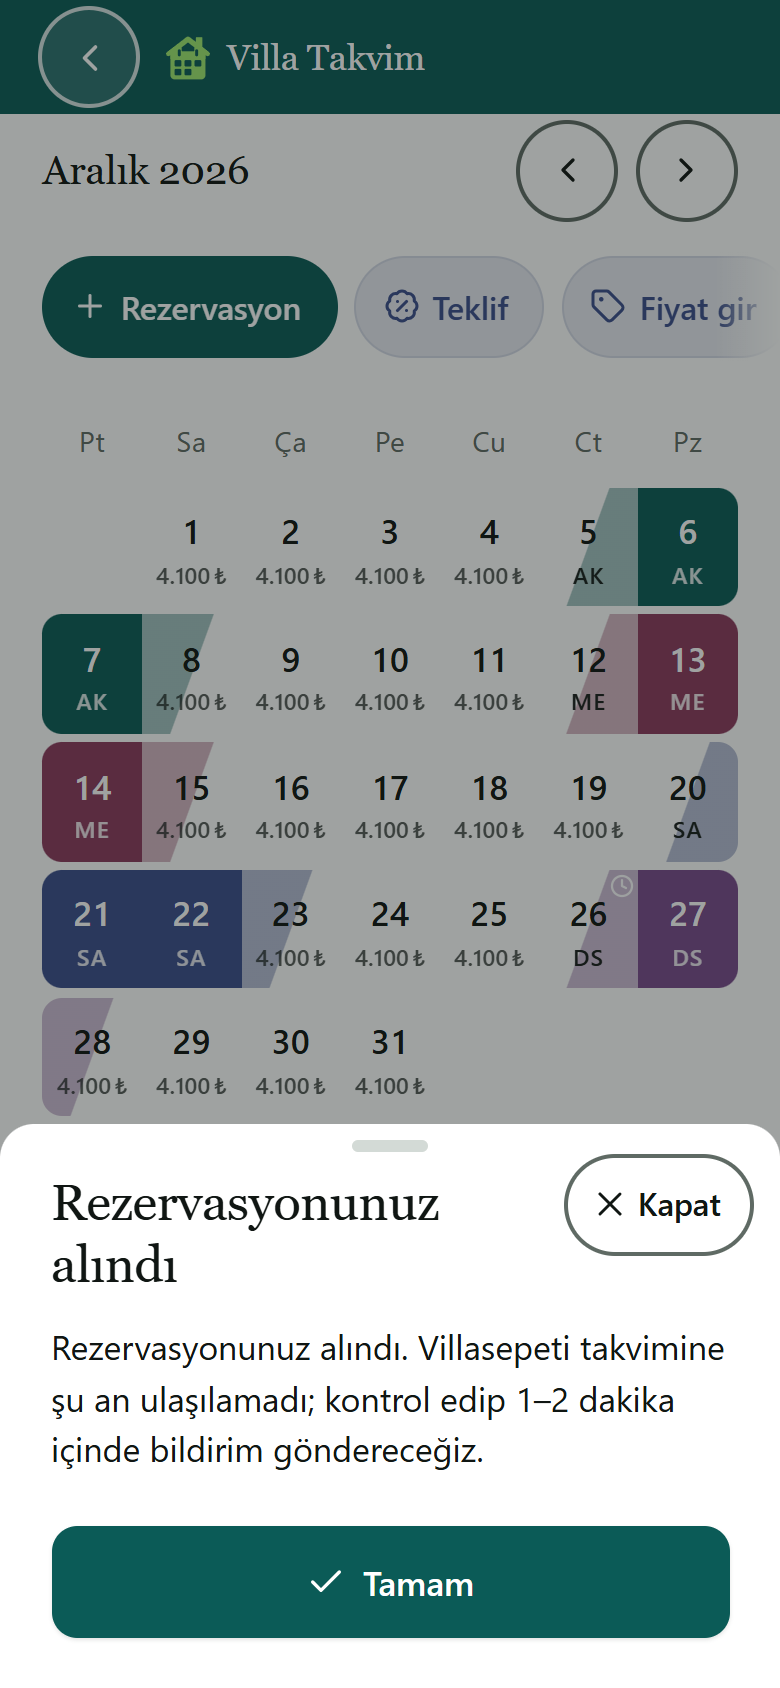 Villa Takvim
Aralık 2026
Rezervasyon Teklif Fiyat gir
Pt Sa Ça Pe Cu Ct Pz
1 2 3 4 5 6
4.100 ₺ 4.100 ₺ 4.100 ₺ 4.100 ₺ AK AK
7 8 9 10 11 12 13
AK 4.100 ₺ 4.100 ₺ 4.100 ₺ 4.100 ₺ ME ME
14 15 16 17 18 19 20
ME 4.100 ₺ 4.100 ₺ 4.100 ₺ 4.100 ₺ 4.100 ₺ SA
21 22 23 24 25 26 27
SA SA 4.100 ₺ 4.100 ₺ 4.100 ₺ DS DS
28 29 30 31
4.100 ₺ 4.100 ₺ 4.100 ₺ 4.100 ₺
Rezervasyonunuz
alındı
Kapat
Rezervasyonunuz alındı. Villasepeti takvimine
şu an ulaşılamadı; kontrol edip 1–2 dakika
içinde bildirim göndereceğiz.
Tamam